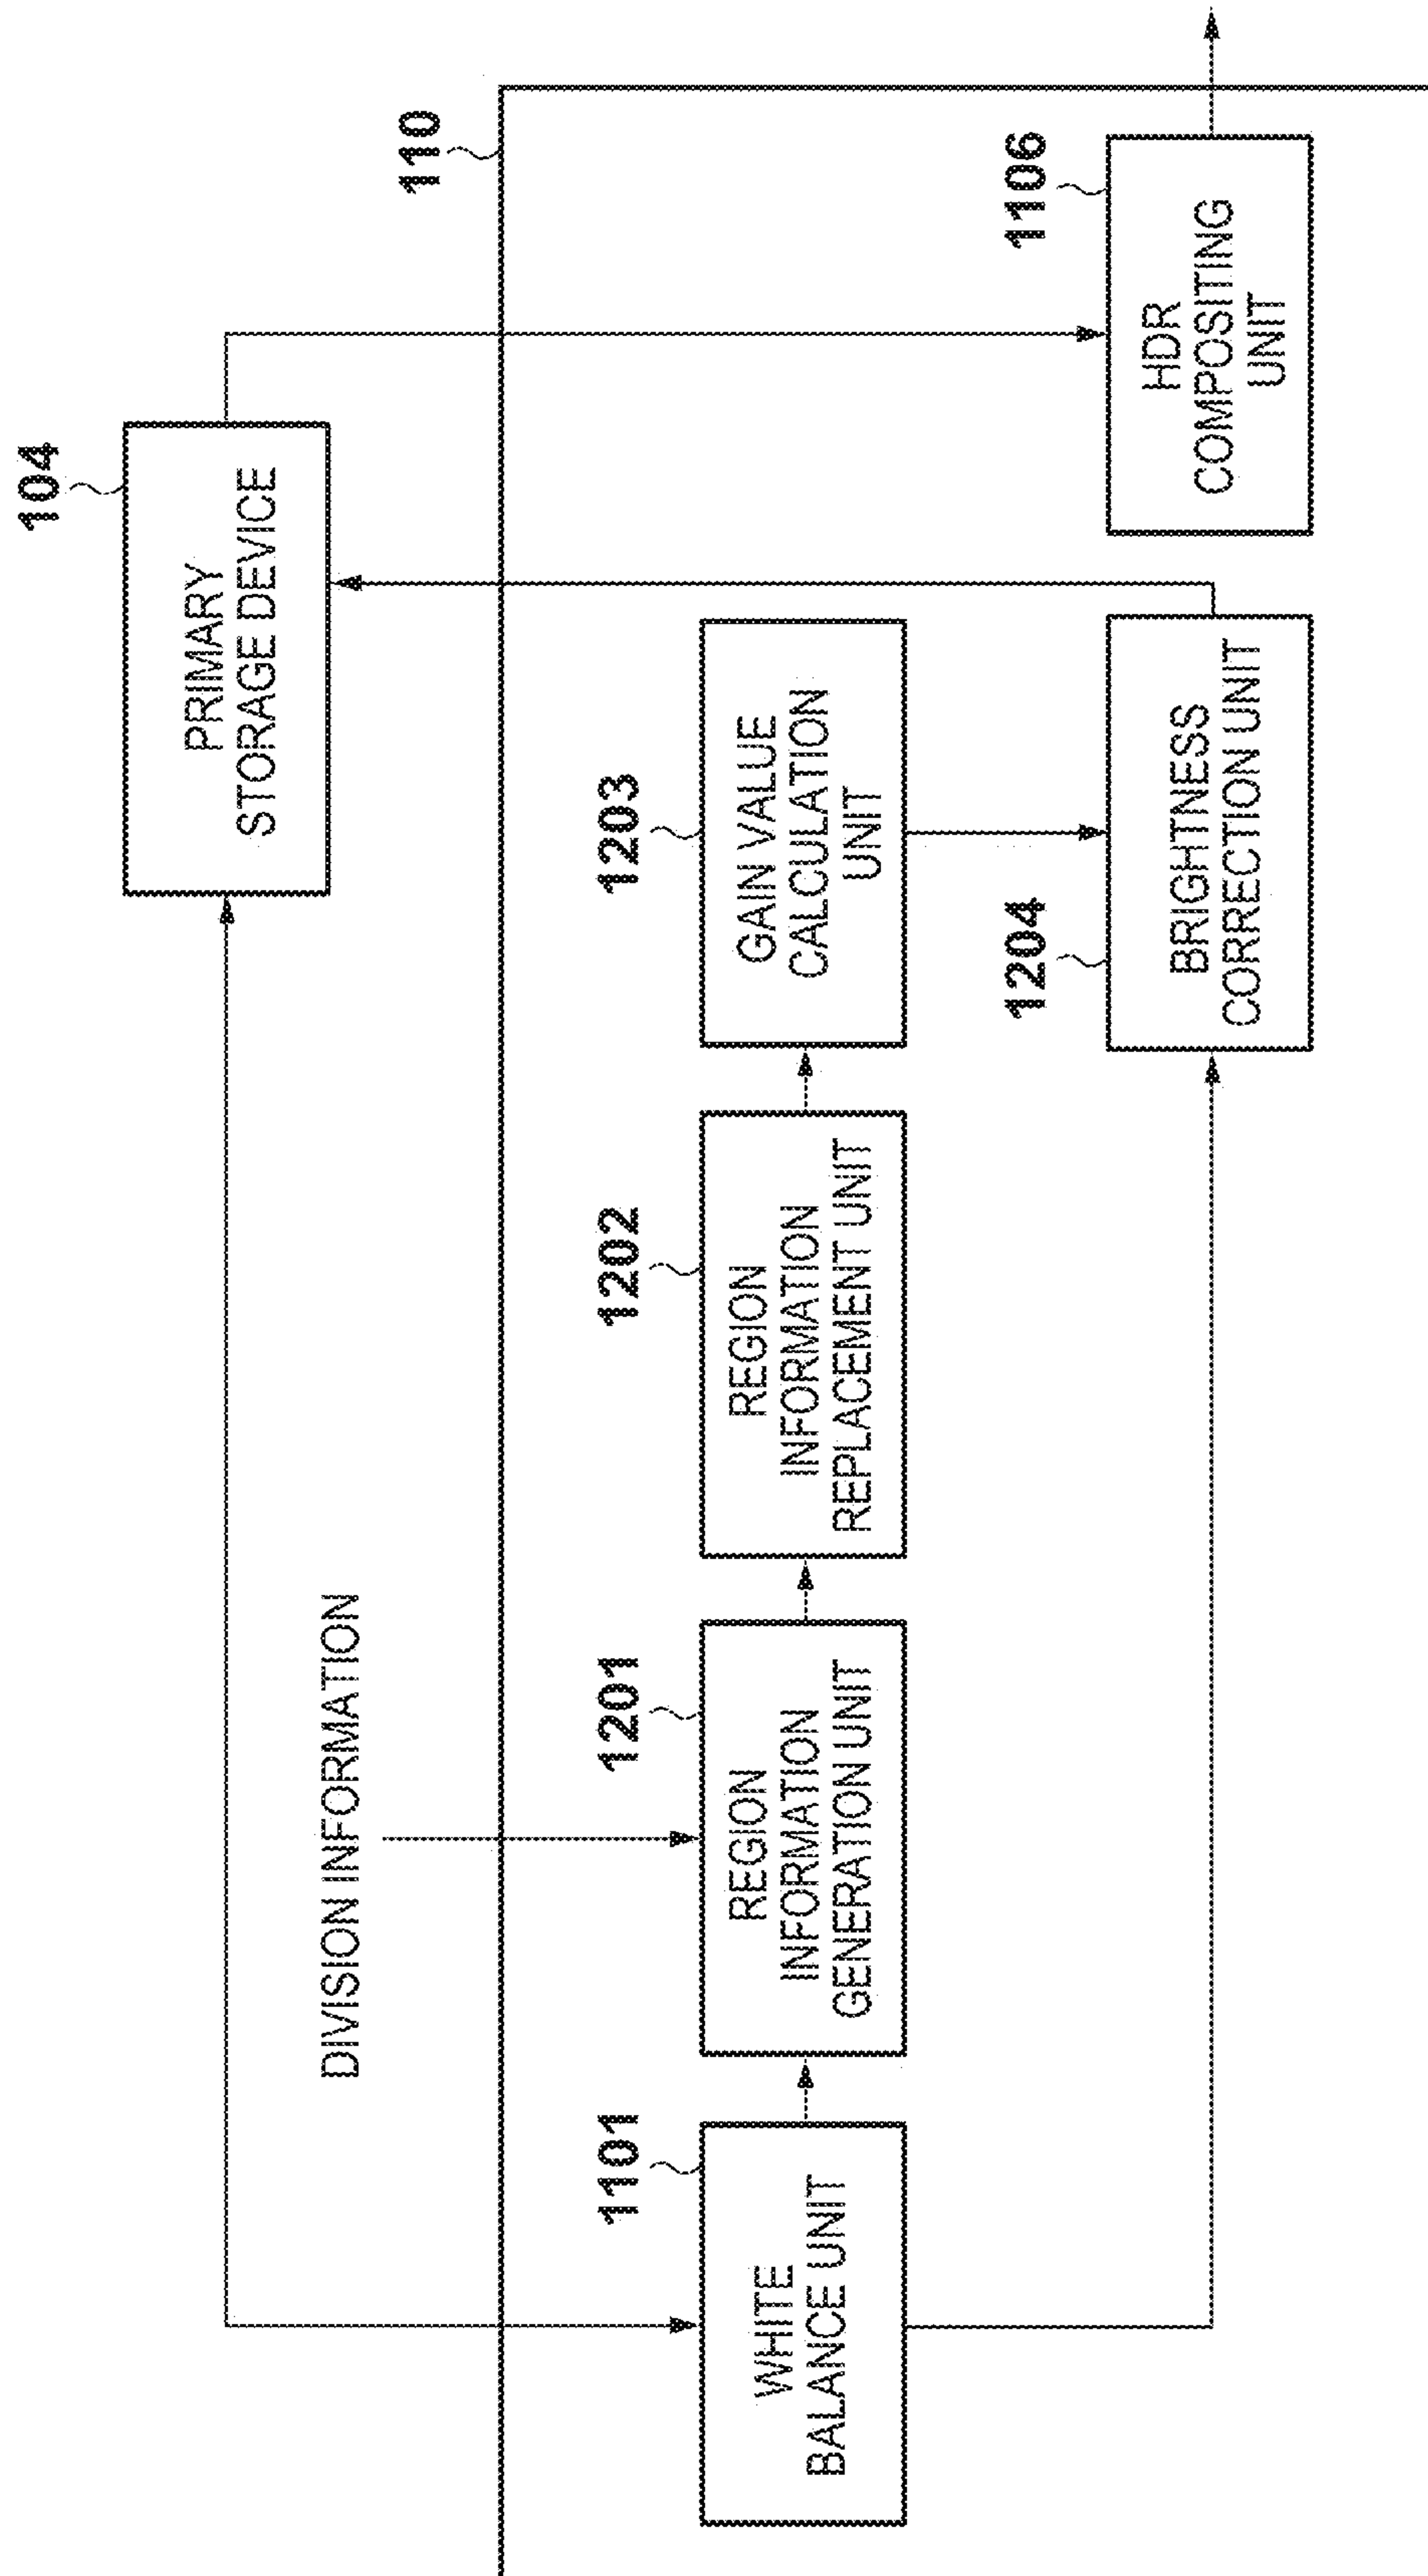 104
PRIMARY
STORAGE DEVICE
DIVISION INFORMATION
110
1101
WHITE
BALANCE UNIT
1201
REGION
INFORMATION
GENERATION UNIT
1202
REGION
INFORMATION
REPLACEMENT UNIT
1203
GAIN VALUE
CALCULATION
UNIT
1204
BRIGHTNESS
CORRECTION UNIT
1106
HDR
COMPOSITING
UNIT